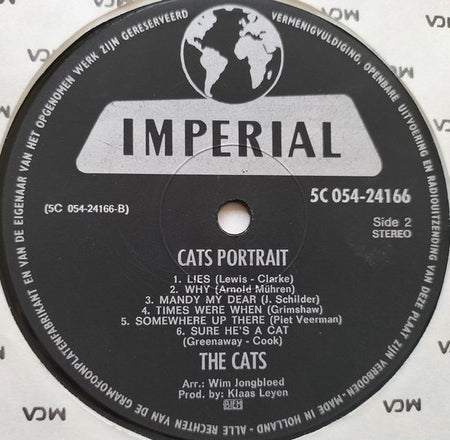 ALLE RECHTEN VAN DE GRAMOFOONPLATENFABRIKANT EN VAN DE EIGENAAR VAN HET OPGENOMEN WERK ZIJN GERESERVEERD
VERMENIGVULDIGING, OPENBARE UITVOERING EN RADIOUITZENDING VAN DEZE PLAAT ZIJN VERBODEN - MADE IN HOLLAND -
IMPERIAL
5C 054-24166
(5C 054-24166-B)
Side 2
STEREO
CATS PORTRAIT
1. LIES (Lewis - Clarke)
2. WHY (Arnold Mühren)
3. MANDY MY DEAR (J. Schilder)
4. TIMES WERE WHEN (Grimshaw)
5. SOMEWHERE UP THERE (Piet Veerman)
6. SURE HE'S A CAT
(Greenaway - Cook)
THE CATS
Arr.: Wim Jongbloed
Prod. by: Klaas Leyen
BIEM
MCA
MCA
MCA
MCA